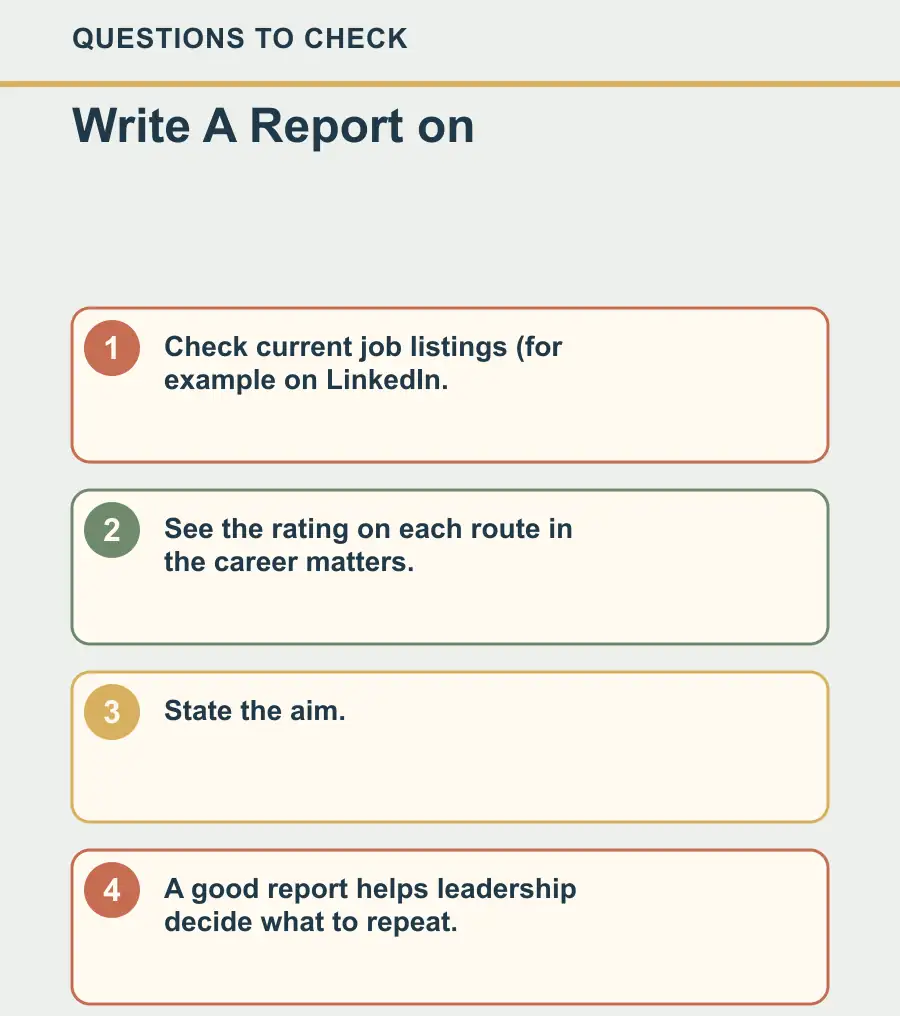 QUESTIONS TO CHECK
Write A Report on
1
Check current job listings (for
example on LinkedIn.
2
See the rating on each route in
the career matters.
3
State the aim.
4
A good report helps leadership
decide what to repeat.